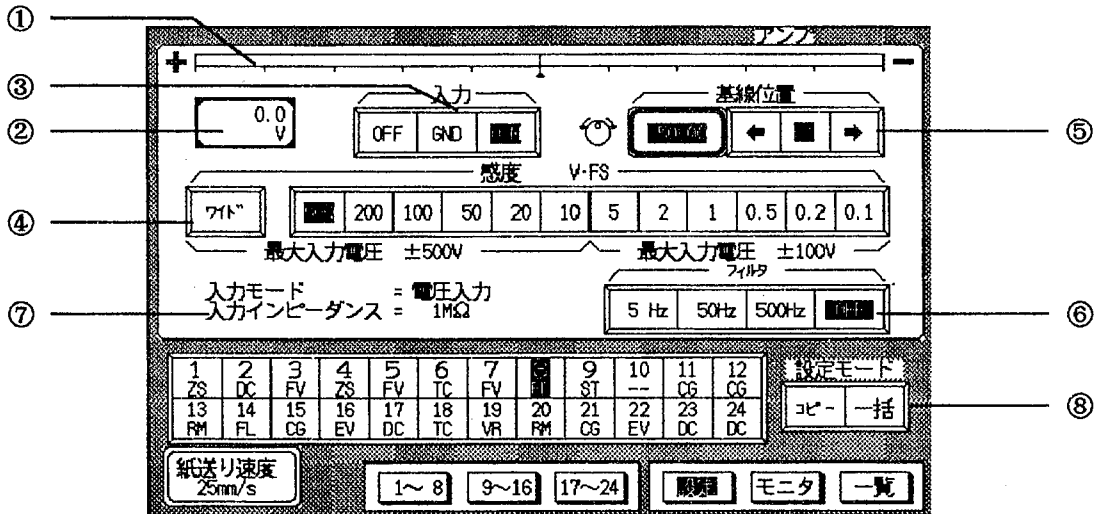 ①
アンプ
+ −
③
入力
基線位置
②
0.0
V
OFF GND
← →
⑤
感度 V·FS
④
ワイド
200 100 50 20 10 5 2 1 0.5 0.2 0.1
最大入力電圧 ±500V
最大入力電圧 ±100V
フィルタ
⑦
入力モード = 電圧入力
入力インピーダンス = 1MΩ
5 Hz 50Hz 500Hz OFF
⑥
1 2 3 4 5 6 7 8 9 10 11 12
ZS DC FV ZS FV TC FV ST -- CG CG
13 14 15 16 17 18 19 20 21 22 23 24
RM FL CG EV DC TC VR RM CG EV DC DC
設定モード
コピー 一括
⑧
紙送り速度
25mm/s
1～ 8 9～16 17～24
モニタ 一覧